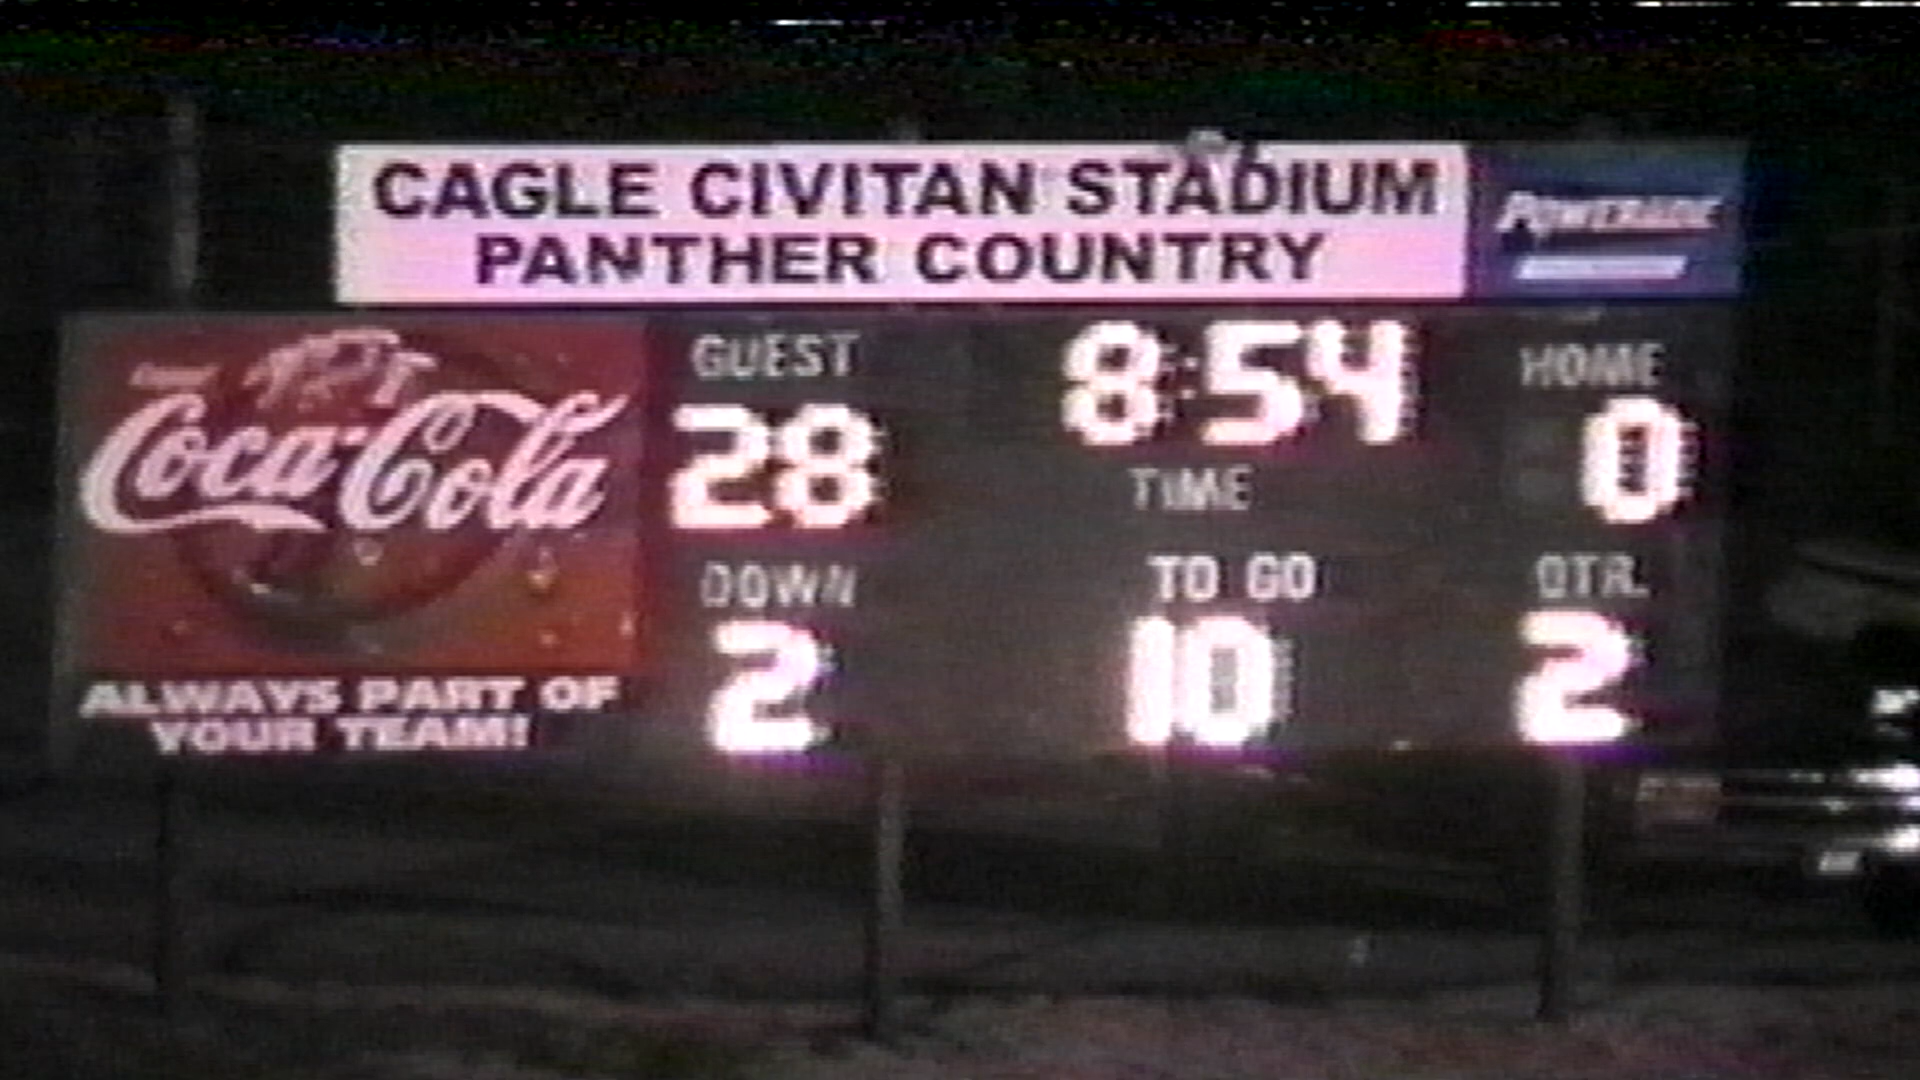 CAGLE CIVITAN STADIUM
PANTHER COUNTRY
POWERADE
Coca-Cola
ALWAYS PART OF
YOUR TEAM!
GUEST
28
8:54
TIME
HOME
0
DOWN
2
TO GO
10
QTR.
2